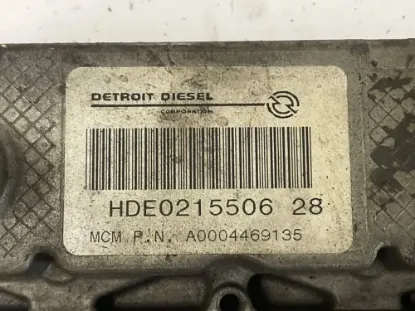 DETROIT DIESEL
CORPORATION
HDE0215506 28
MCM P.N. A0004469135